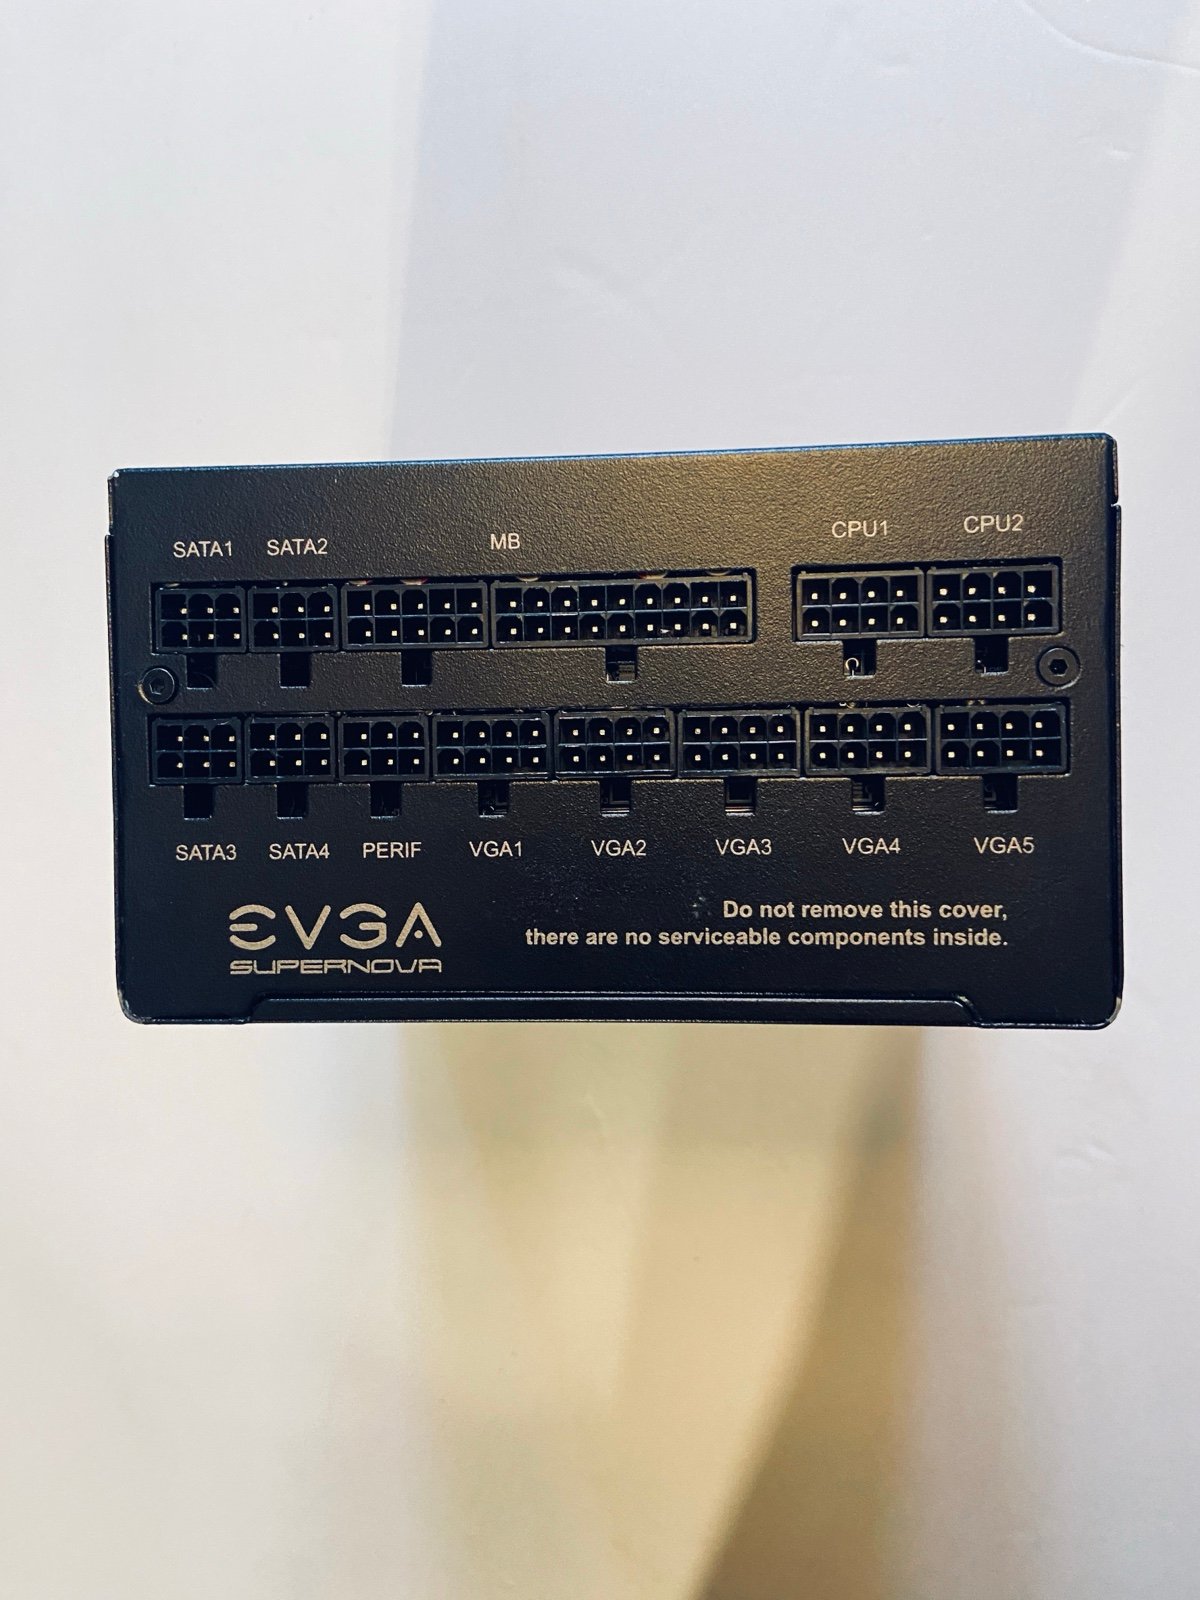 SATA1 SATA2 MB CPU1 CPU2
SATA3 SATA4 PERIF VGA1 VGA2 VGA3 VGA4 VGA5
EVGA
SUPERNOVA
Do not remove this cover,
there are no serviceable components inside.